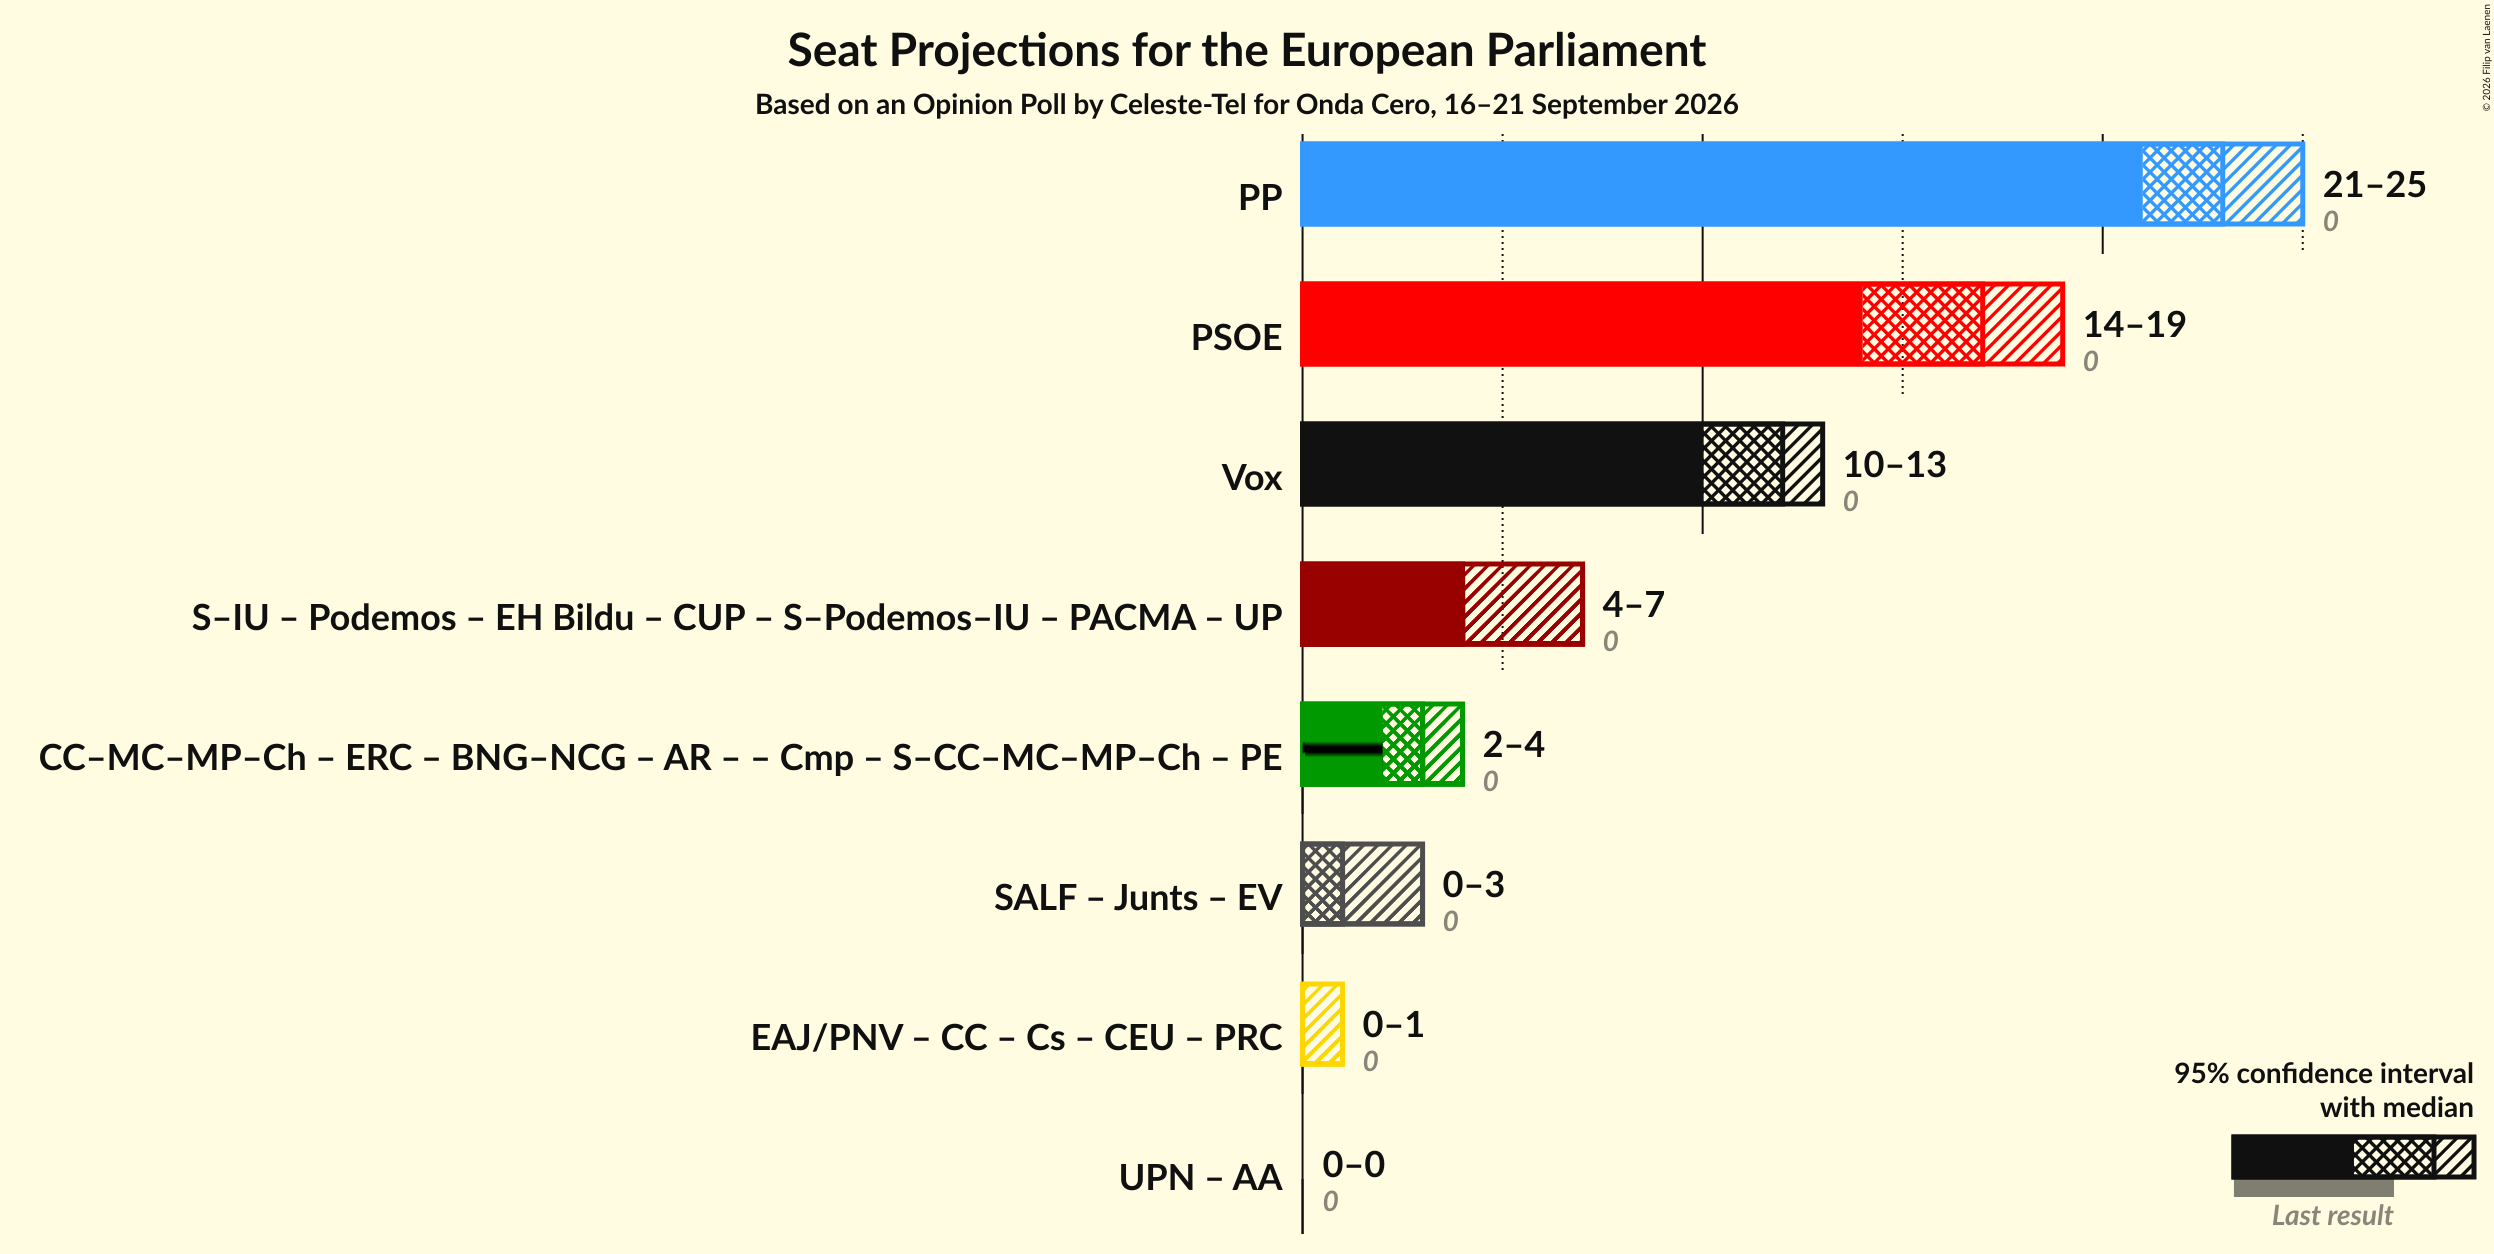 Seat Projections for the European Parliament
Based on an Opinion Poll by Celeste-Tel for Onda Cero, 16–21 September 2026
© 2026 Filip van Laenen
PP
21–25
0
PSOE
14–19
0
Vox
10–13
0
S–IU – Podemos – EH Bildu – CUP – S–Podemos–IU – PACMA – UP
4–7
0
CC–MC–MP–Ch – ERC – BNG–NCG – AR – – Cmp – S–CC–MC–MP–Ch – PE
2–4
0
SALF – Junts – EV
0–3
0
EAJ/PNV – CC – Cs – CEU – PRC
0–1
0
UPN – AA
0–0
0
95% confidence interval
with median
Last result